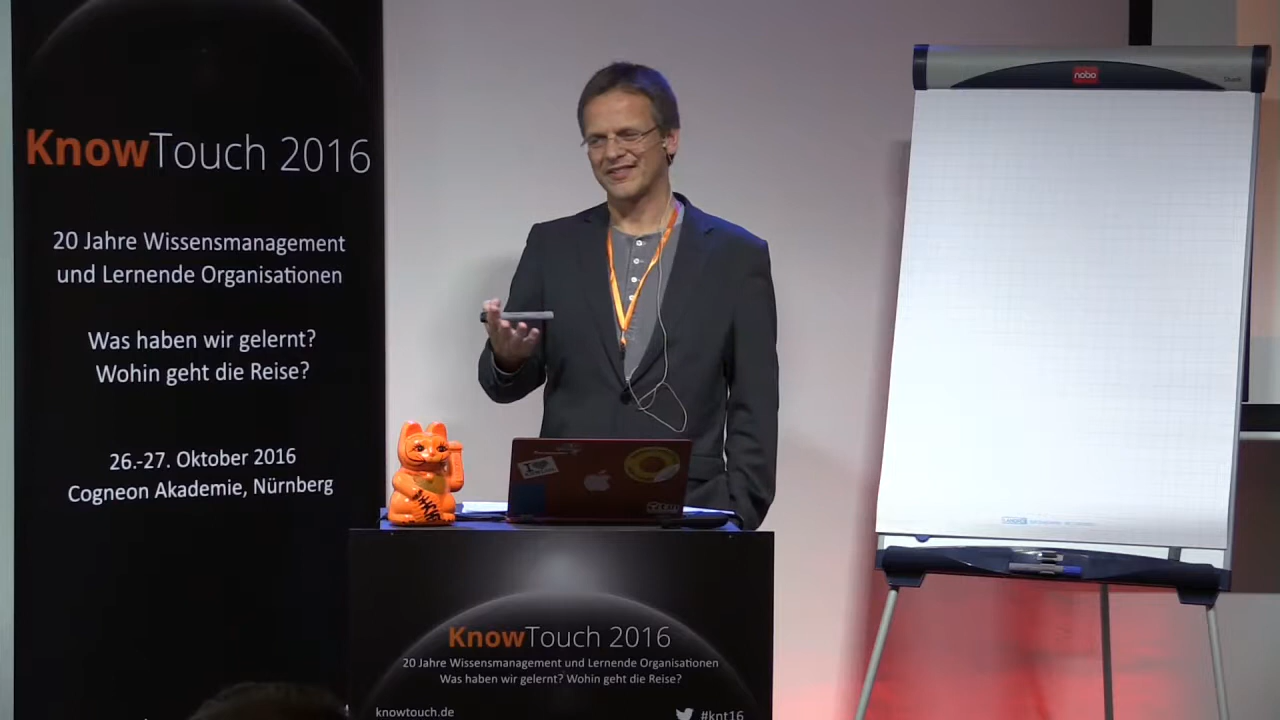 KnowTouch 2016
20 Jahre Wissensmanagement
und Lernende Organisationen
Was haben wir gelernt?
Wohin geht die Reise?
26.-27. Oktober 2016
Cogneon Akademie, Nürnberg
nobo
KnowTouch 2016
20 Jahre Wissensmanagement und Lernende Organisationen
Was haben wir gelernt? Wohin geht die Reise?
knowtouch.de
#knt16